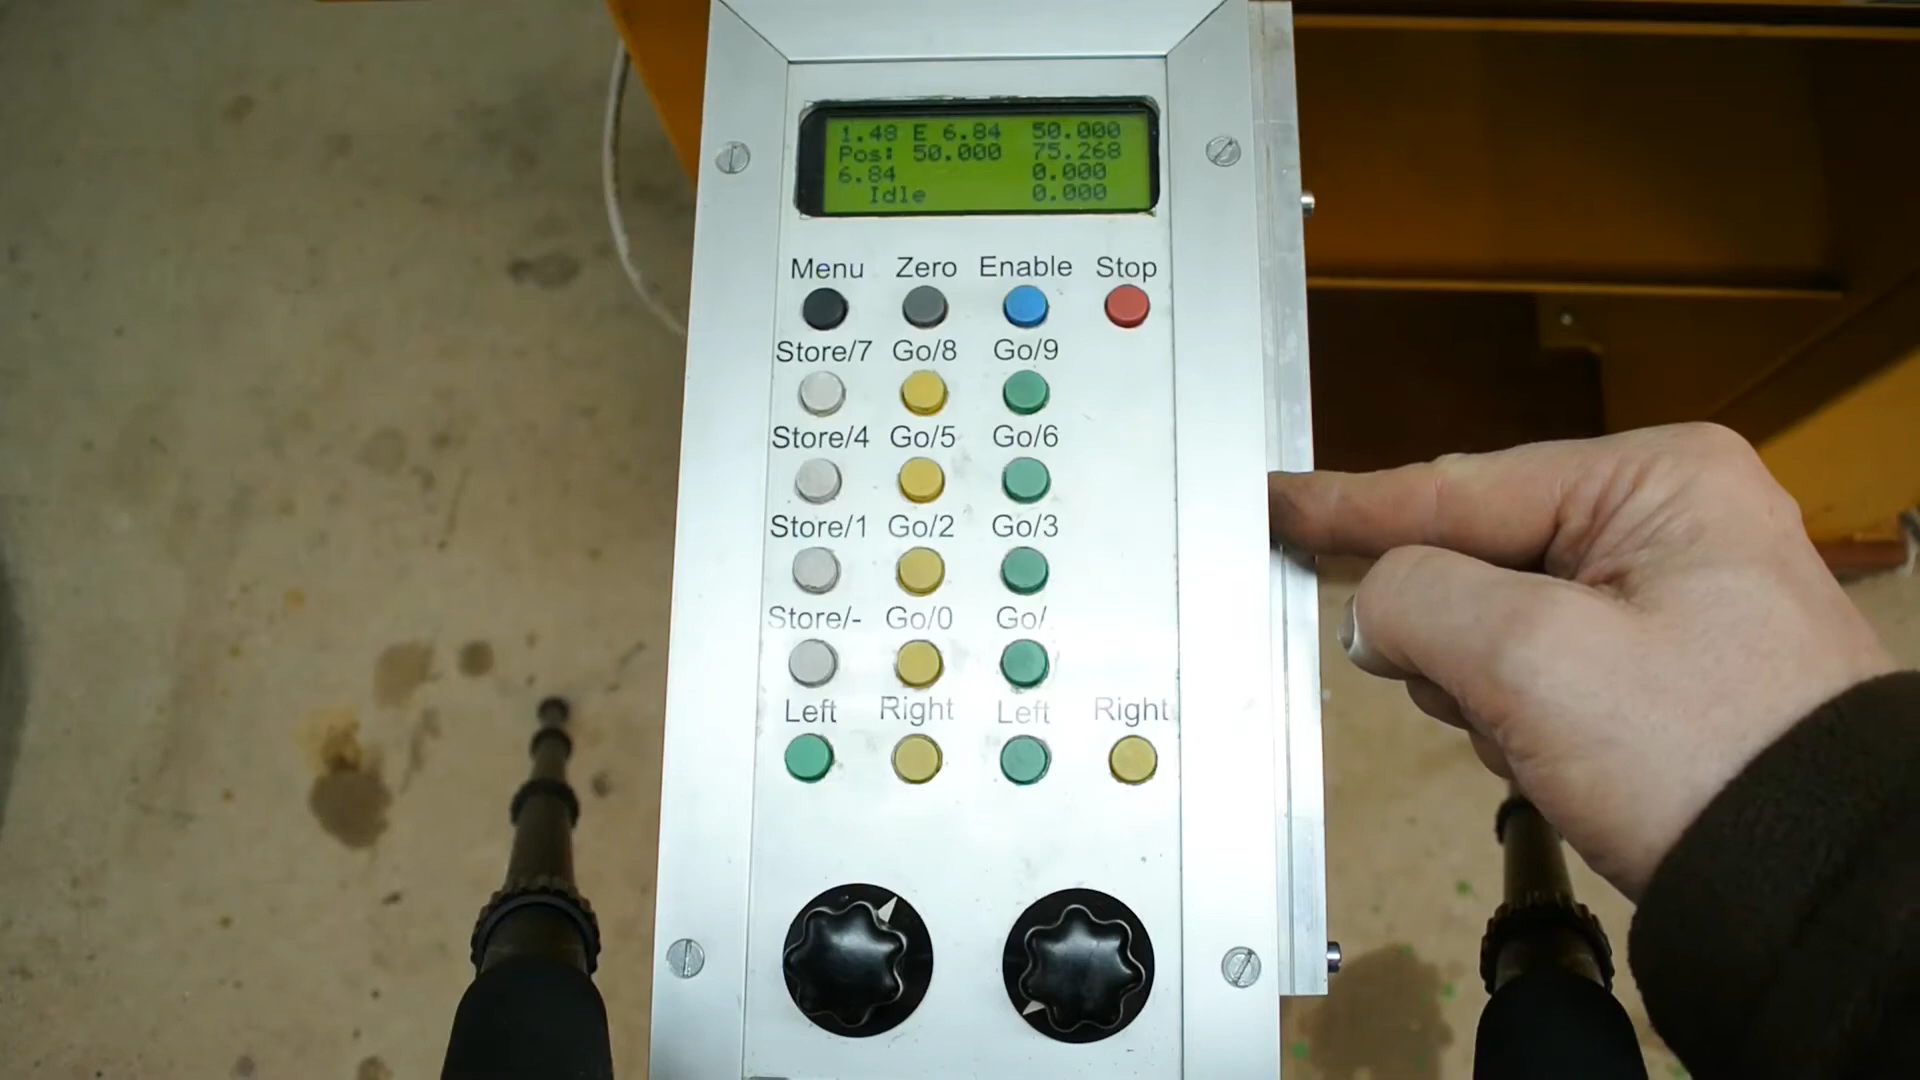 1.48 E 6.84 50.000
Pos: 50.000 75.268
6.84 0.000
Idle 0.000
Menu Zero Enable Stop
Store/7 Go/8 Go/9
Store/4 Go/5 Go/6
Store/1 Go/2 Go/3
Store/- Go/0 Go/.
Left Right Left Right